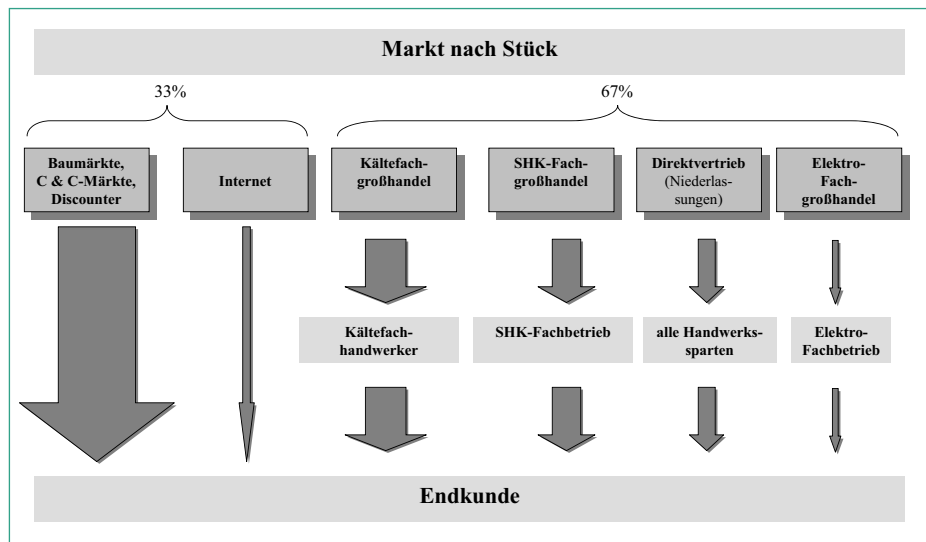 Markt nach Stück
33%
67%
Baumärkte,
C & C-Märkte,
Discounter
Internet
Kältefach-
großhandel
SHK-Fach-
großhandel
Direktvertrieb
(Niederlas-
sungen)
Elektro-
Fach-
großhandel
Kältefach-
handwerker
SHK-Fachbetrieb
alle Handwerks-
sparten
Elektro-
Fachbetrieb
Endkunde